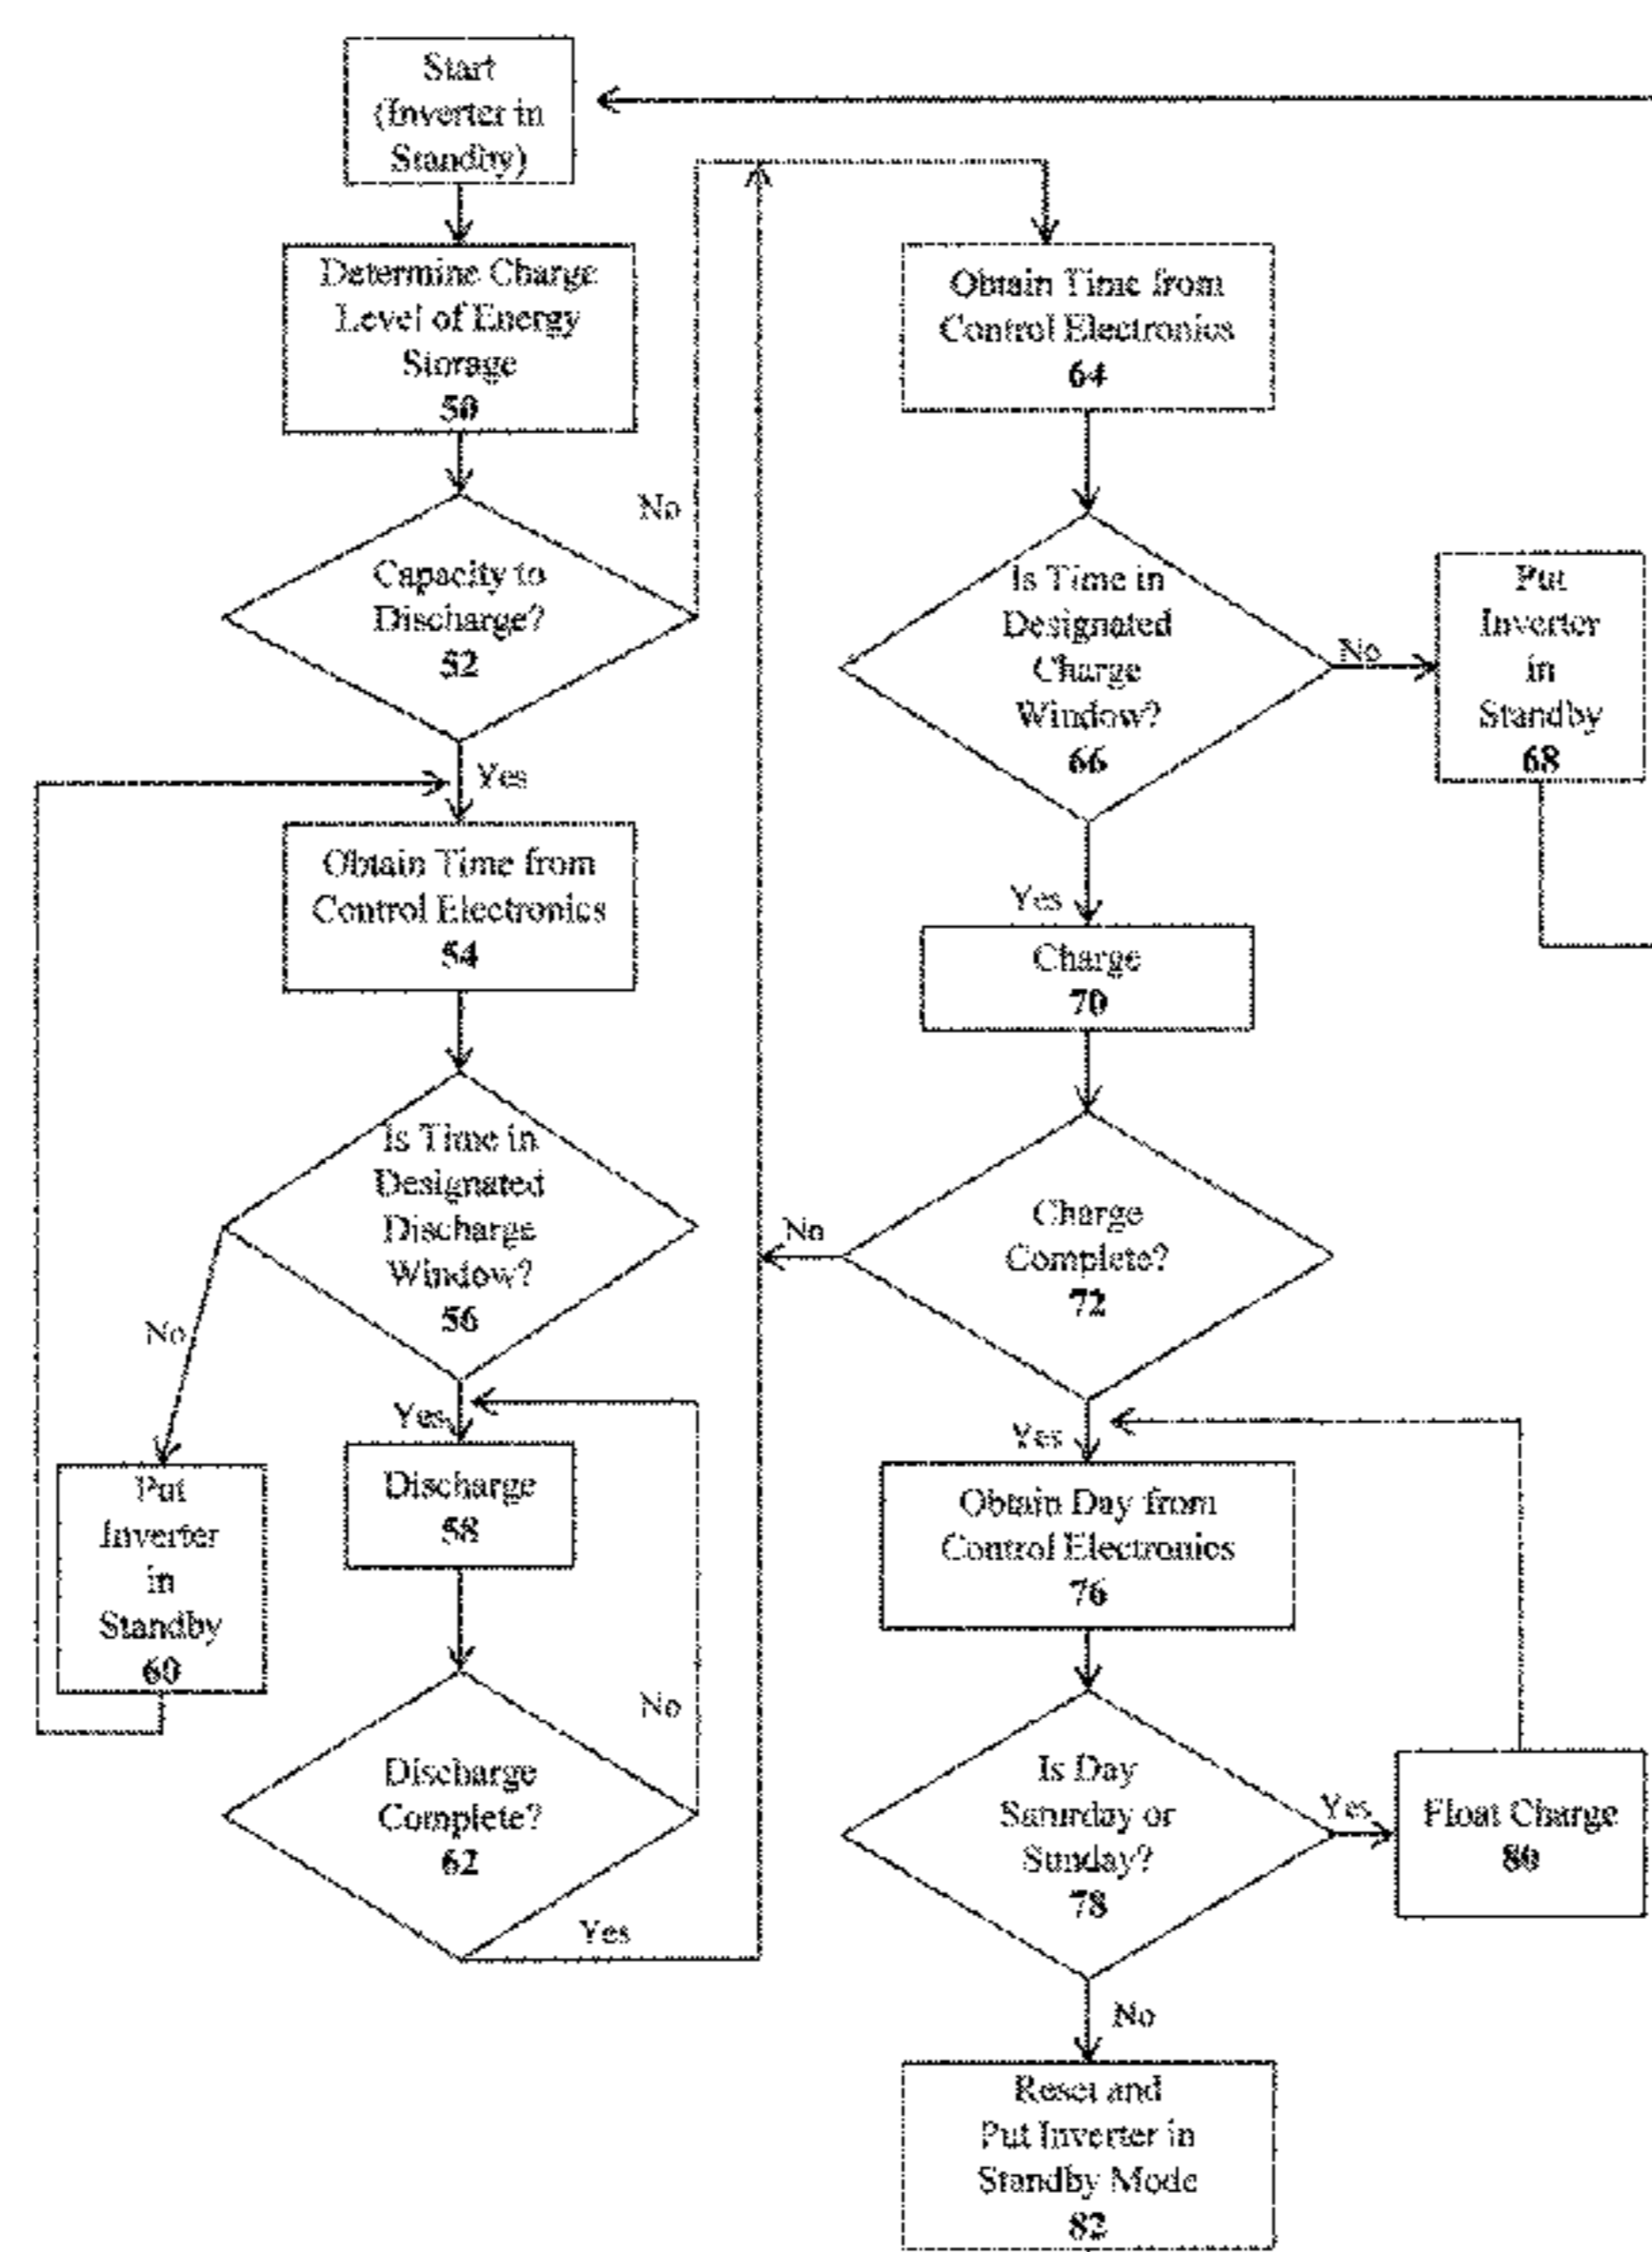 Start
(Inverter in
Standby)
Determine Charge
Level of Energy
Storage
50
No
Capacity to
Discharge?
52
Yes
Obtain Time from
Control Electronics
54
Is Time in
Designated
Discharge
Window?
56
No
Yes
Put
Inverter
in
Standby
60
Discharge
58
No
Discharge
Complete?
62
Yes
Obtain Time from
Control Electronics
64
Is Time in
Designated
Charge
Window?
66
No
Put
Inverter
in
Standby
68
Yes
Charge
70
No
Charge
Complete?
72
Yes
Obtain Day from
Control Electronics
76
Is Day
Saturday or
Sunday?
78
Yes
Float Charge
80
No
Reset and
Put Inverter in
Standby Mode
82